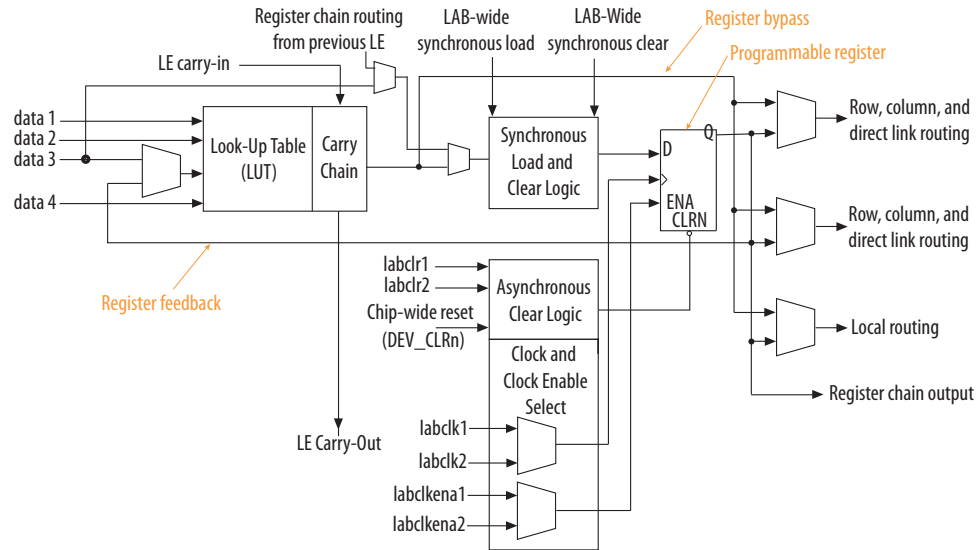 Register chain routing
from previous LE
LAB-wide
synchronous load
LAB-Wide
synchronous clear
Register bypass
Programmable register
LE carry-in
data 1
data 2
data 3
data 4
Look-Up Table
(LUT)
Carry
Chain
Synchronous
Load and
Clear Logic
D
Q
ENA
CLRN
Row, column, and
direct link routing
Row, column, and
direct link routing
Local routing
Register chain output
Register feedback
labclr1
labclr2
Chip-wide reset
(DEV_CLRn)
Asynchronous
Clear Logic
Clock and
Clock Enable
Select
labclk1
labclk2
labclkena1
labclkena2
LE Carry-Out